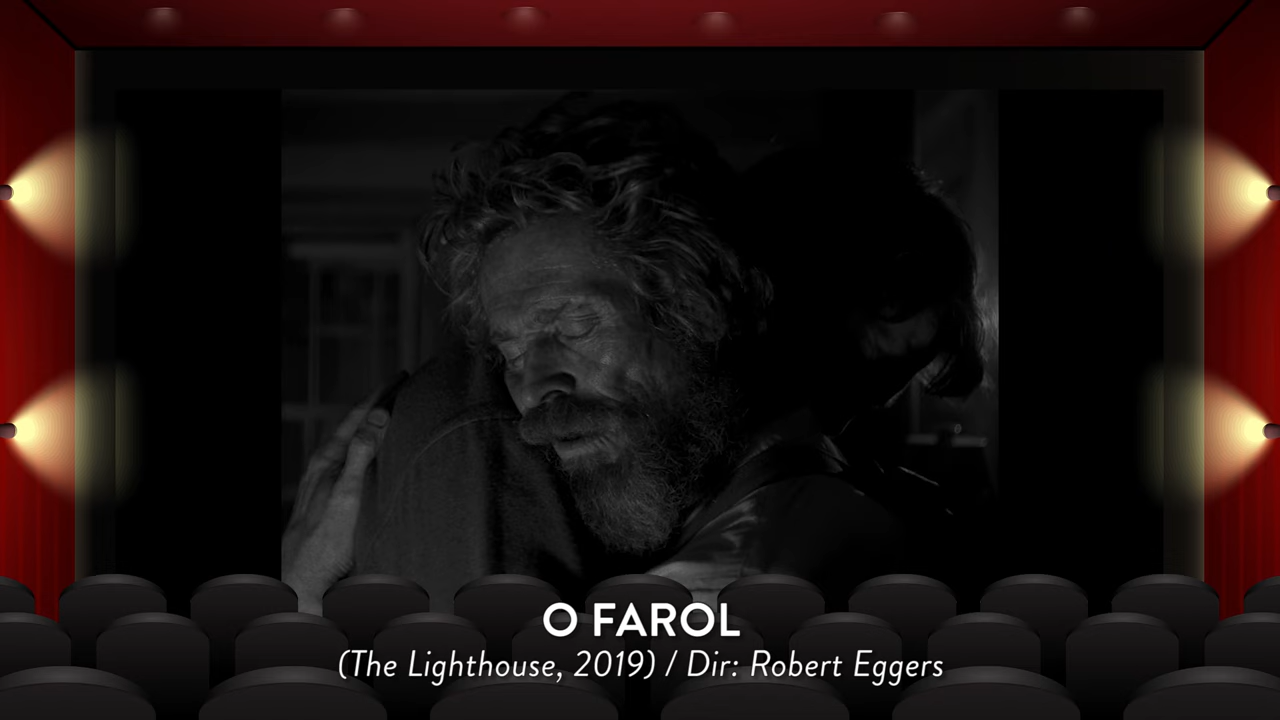 O FAROL
(The Lighthouse, 2019) / Dir: Robert Eggers